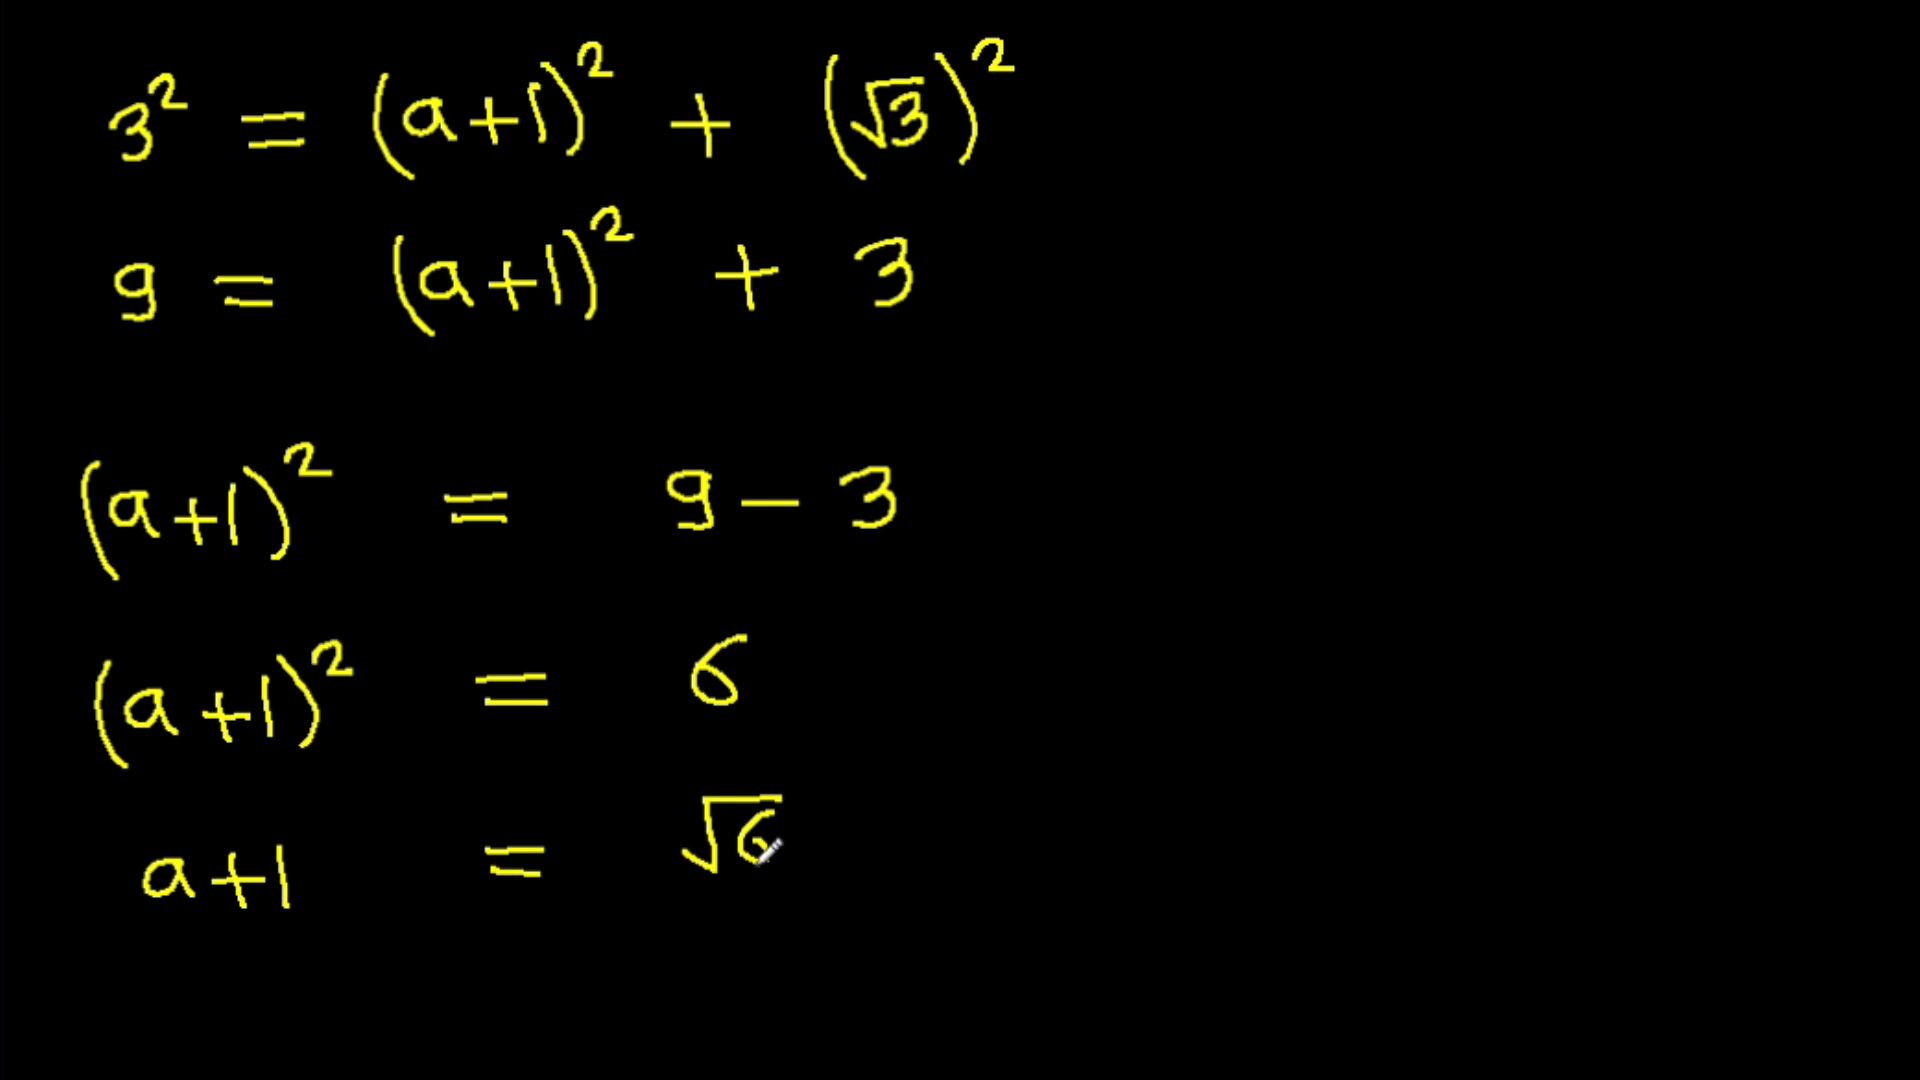 3² = (a+1)² + (√3)²
9 = (a+1)² + 3
(a+1)² = 9 - 3
(a+1)² = 6
a+1 = √6